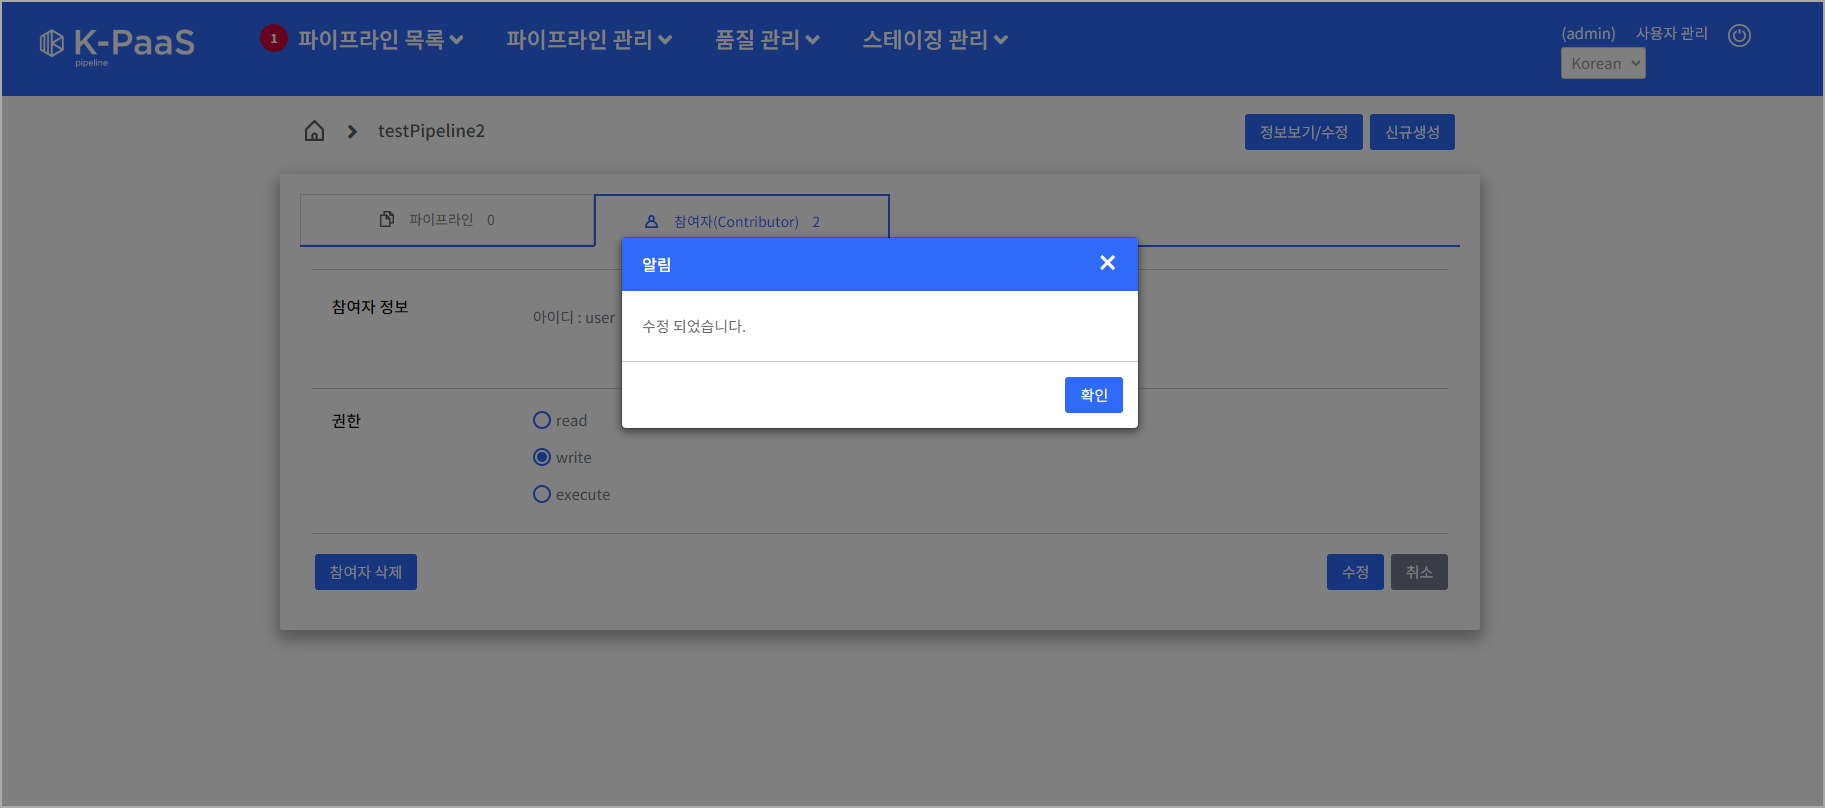 K-PaaS
pipeline
1 파이프라인 목록 파이프라인 관리 품질 관리 스테이징 관리
(admin) 사용자 관리
Korean
testPipeline2
정보보기/수정 신규생성
파이프라인 0 참여자(Contributor) 2
알림
참여자 정보
아이디 : user
수정 되었습니다.
확인
권한
read
write
execute
참여자 삭제 수정 취소